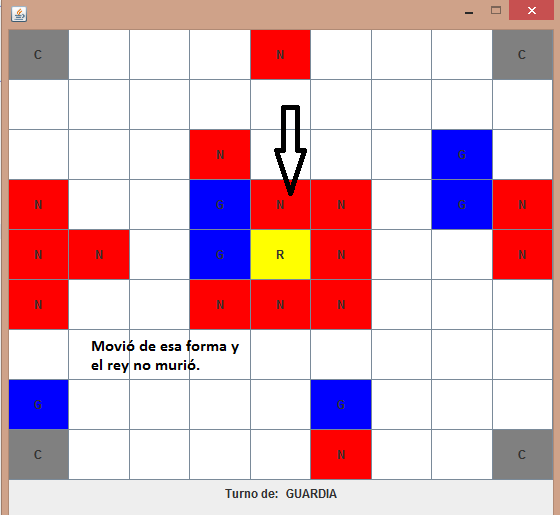 C N C
N G
N G N N G N
N N G R N N
N N N N
Movió de esa forma y
el rey no murió.
G G
C N C
Turno de: GUARDIA